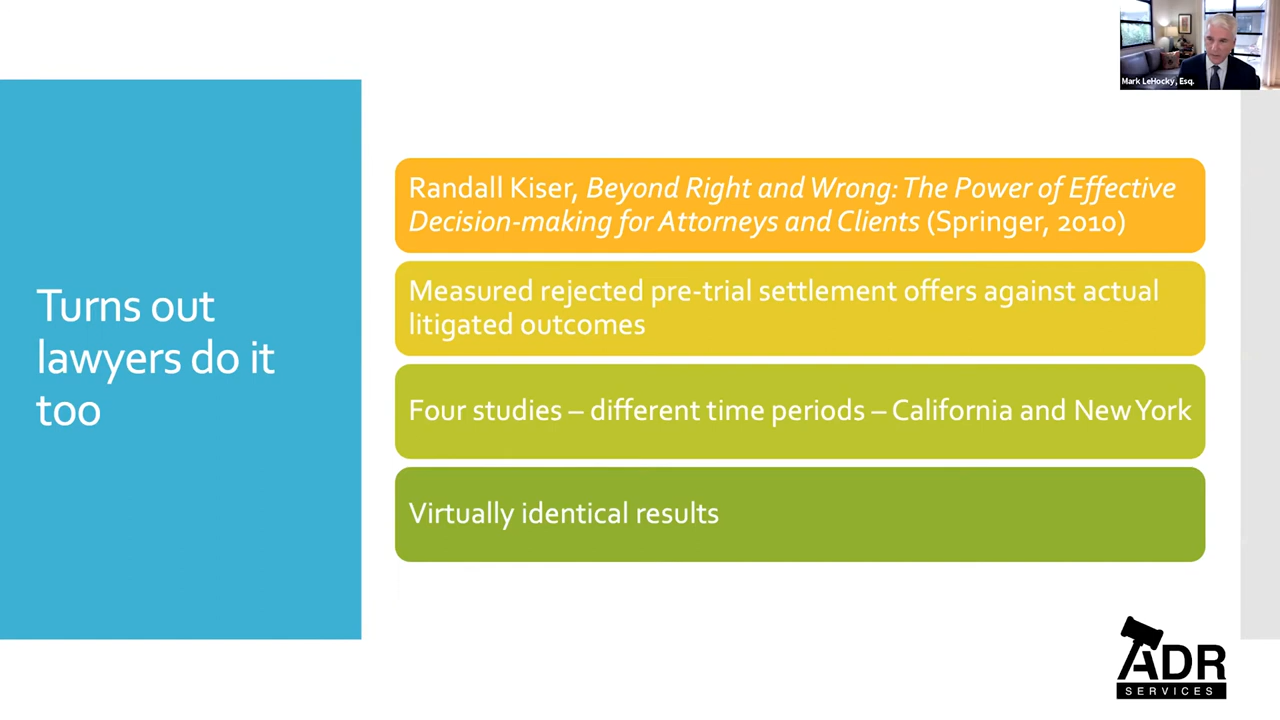 Mark LeHocky, Esq.
Turns out
lawyers do it
too
Randall Kiser, Beyond Right and Wrong: The Power of Effective
Decision-making for Attorneys and Clients (Springer, 2010)
Measured rejected pre-trial settlement offers against actual
litigated outcomes
Four studies – different time periods – California and New York
Virtually identical results
ADR
SERVICES